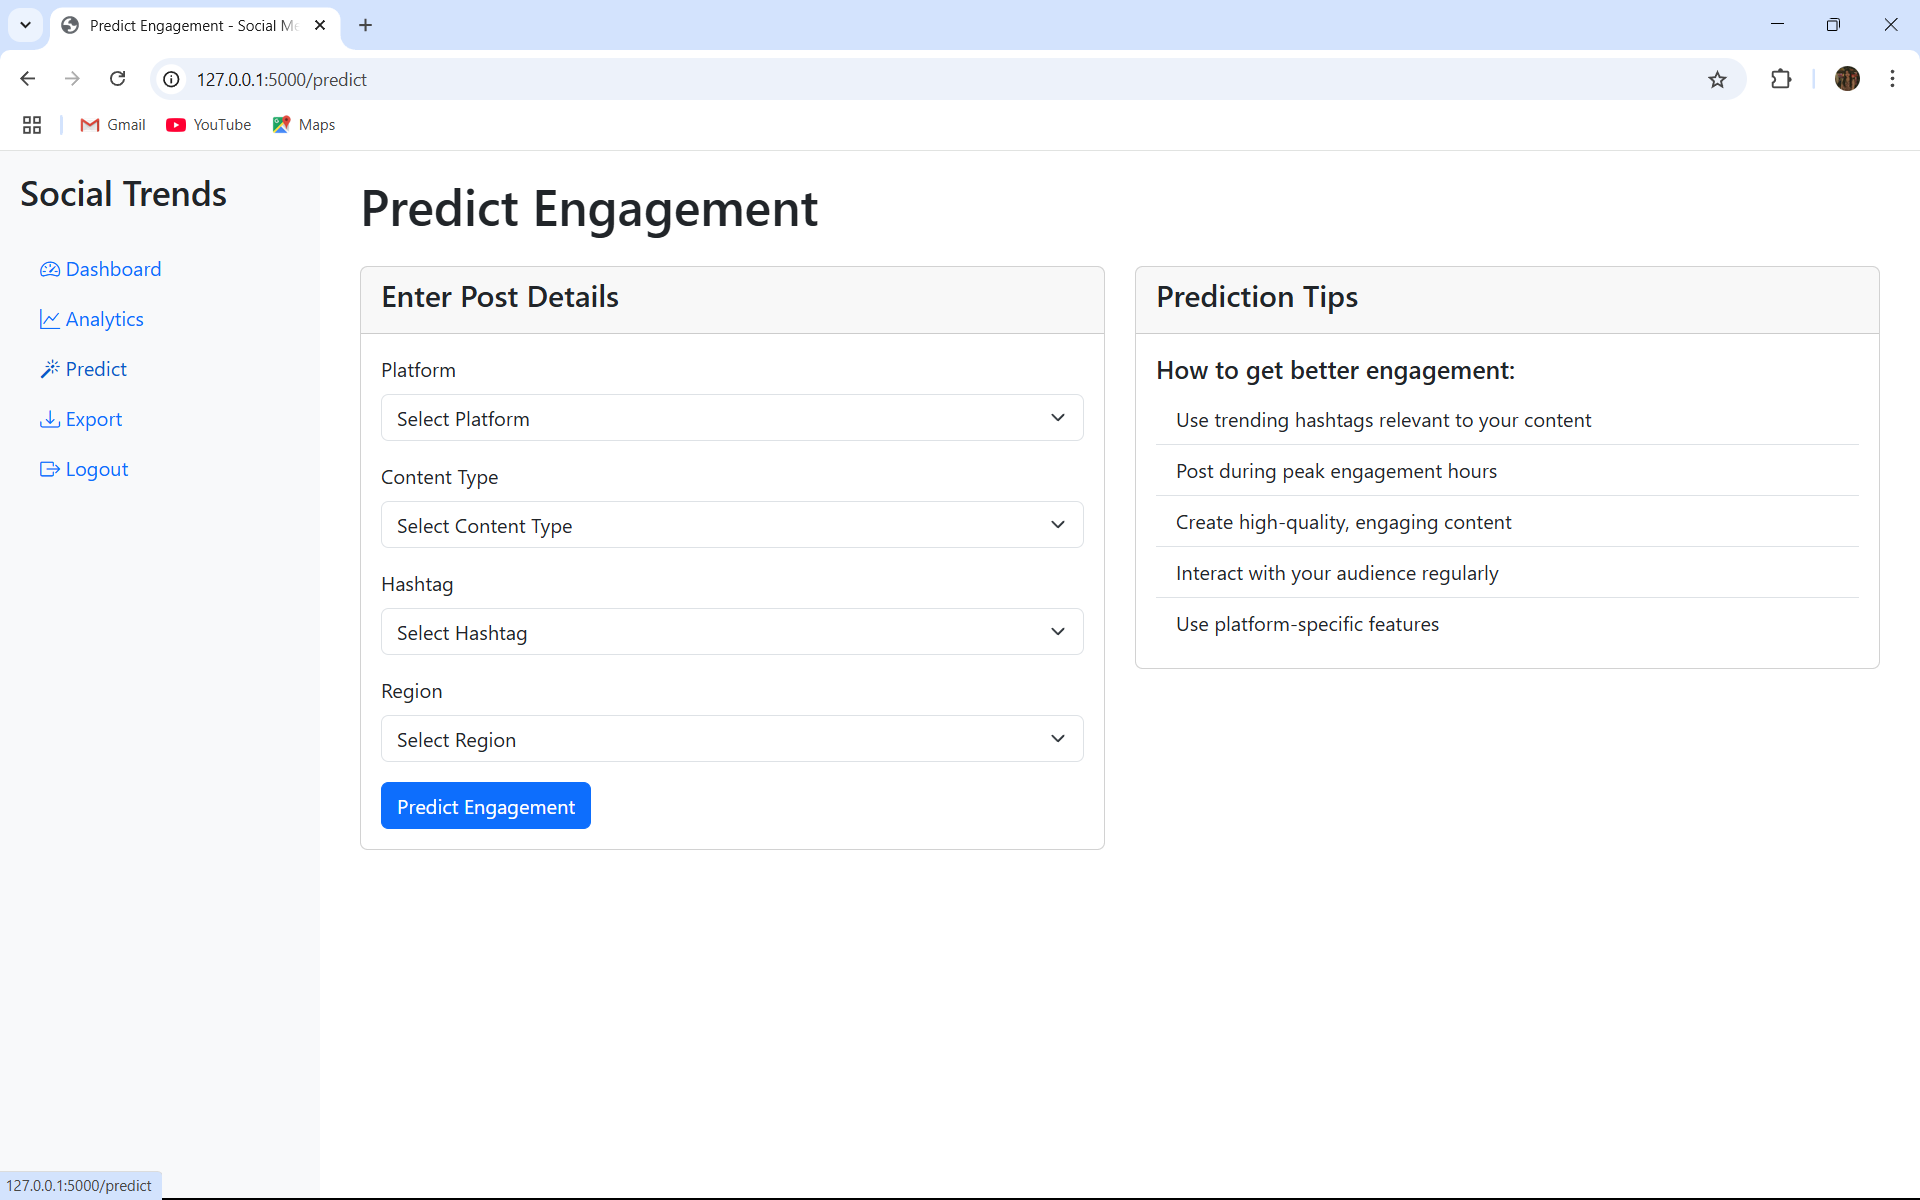 Predict Engagement - Social Me
127.0.0.1:5000/predict
Gmail
YouTube
Maps
Social Trends
Dashboard
Analytics
Predict
Export
Logout
Predict Engagement
Enter Post Details
Platform
Select Platform
Content Type
Select Content Type
Hashtag
Select Hashtag
Region
Select Region
Predict Engagement
Prediction Tips
How to get better engagement:
Use trending hashtags relevant to your content
Post during peak engagement hours
Create high-quality, engaging content
Interact with your audience regularly
Use platform-specific features
127.0.0.1:5000/predict